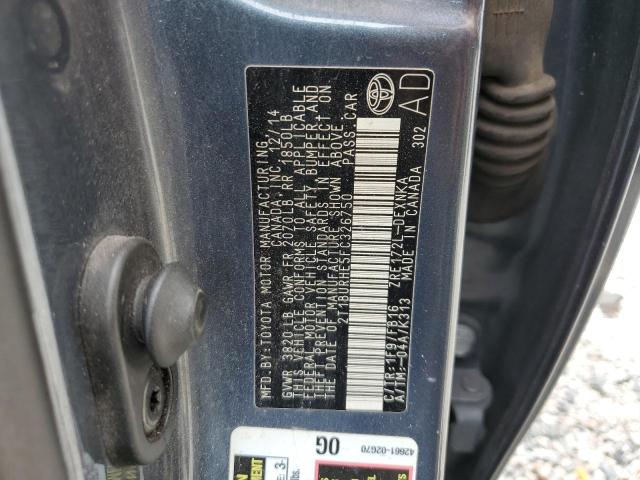 MFD.BY:TOYOTA MOTOR MANUFACTURING
CANADA INC. 12/14
GVWR 3820LB GAWR FR 2070LB RR 1850LB
THIS VEHICLE CONFORMS TO ALL APPLICABLE
FEDERAL MOTOR VEHICLE SAFETY, BUMPER, AND
THEFT PREVENTION STANDARDS IN EFFECT ON
THE DATE OF MANUFACTURE SHOWN ABOVE.
2T1BURHE5FC326750 PASS.CAR
C/TR:1F9/FB16 ZRE172L-DEXNKA
A/TM:-04A/K313 MADE IN CANADA 302
AD
42661-02G70
0G